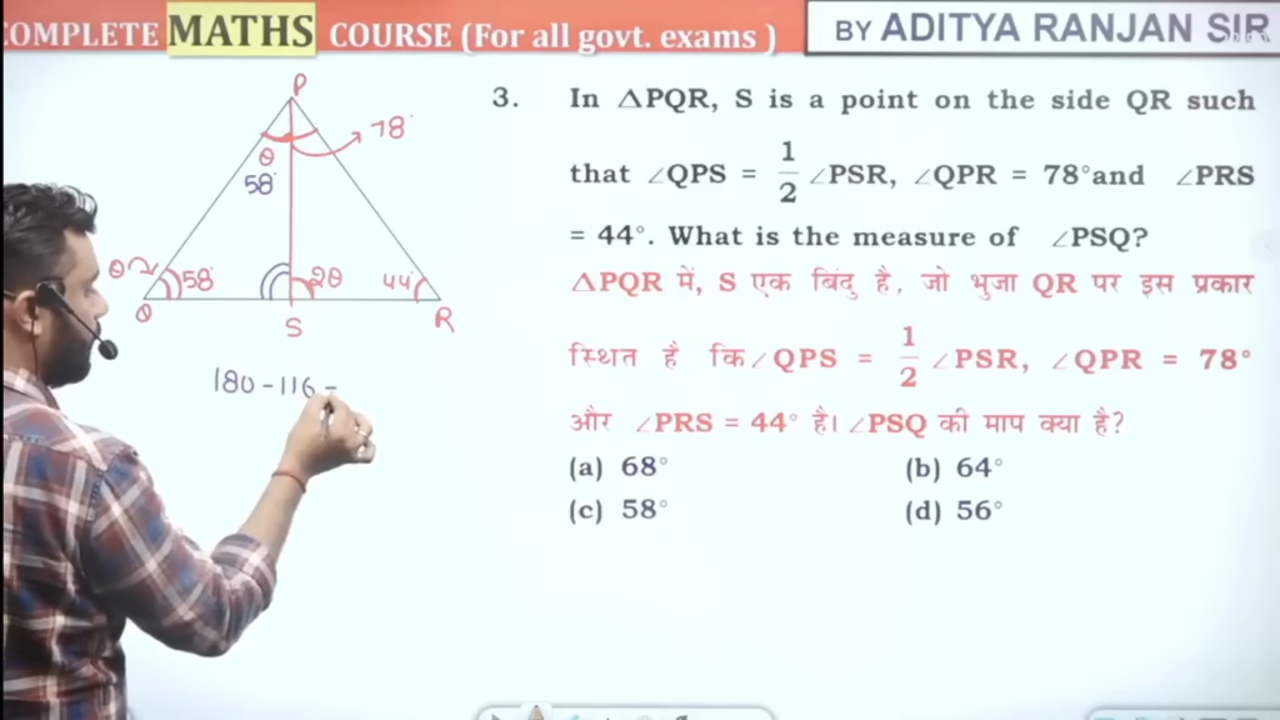 COMPLETE MATHS COURSE (For all govt. exams )
BY ADITYA RANJAN SIR
P
78°
θ
58°
θ
58°
2θ
44°
Q
S
R
180-116=
3. In △PQR, S is a point on the side QR such
that ∠QPS = 1/2 ∠PSR, ∠QPR = 78°and ∠PRS
= 44°. What is the measure of ∠PSQ?
△PQR में, S एक बिंदु है, जो भुजा QR पर इस प्रकार
स्थित है कि∠QPS = 1/2 ∠PSR, ∠QPR = 78°
और ∠PRS = 44° है। ∠PSQ की माप क्या है?
(a) 68° (b) 64°
(c) 58° (d) 56°